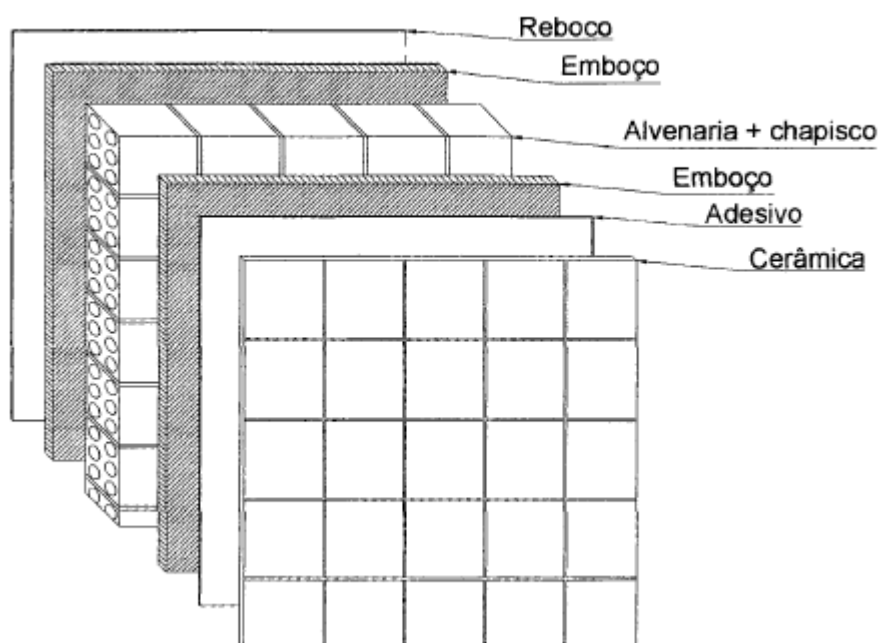 Reboco
Emboço
Alvenaria + chapisco
Emboço
Adesivo
Cerâmica